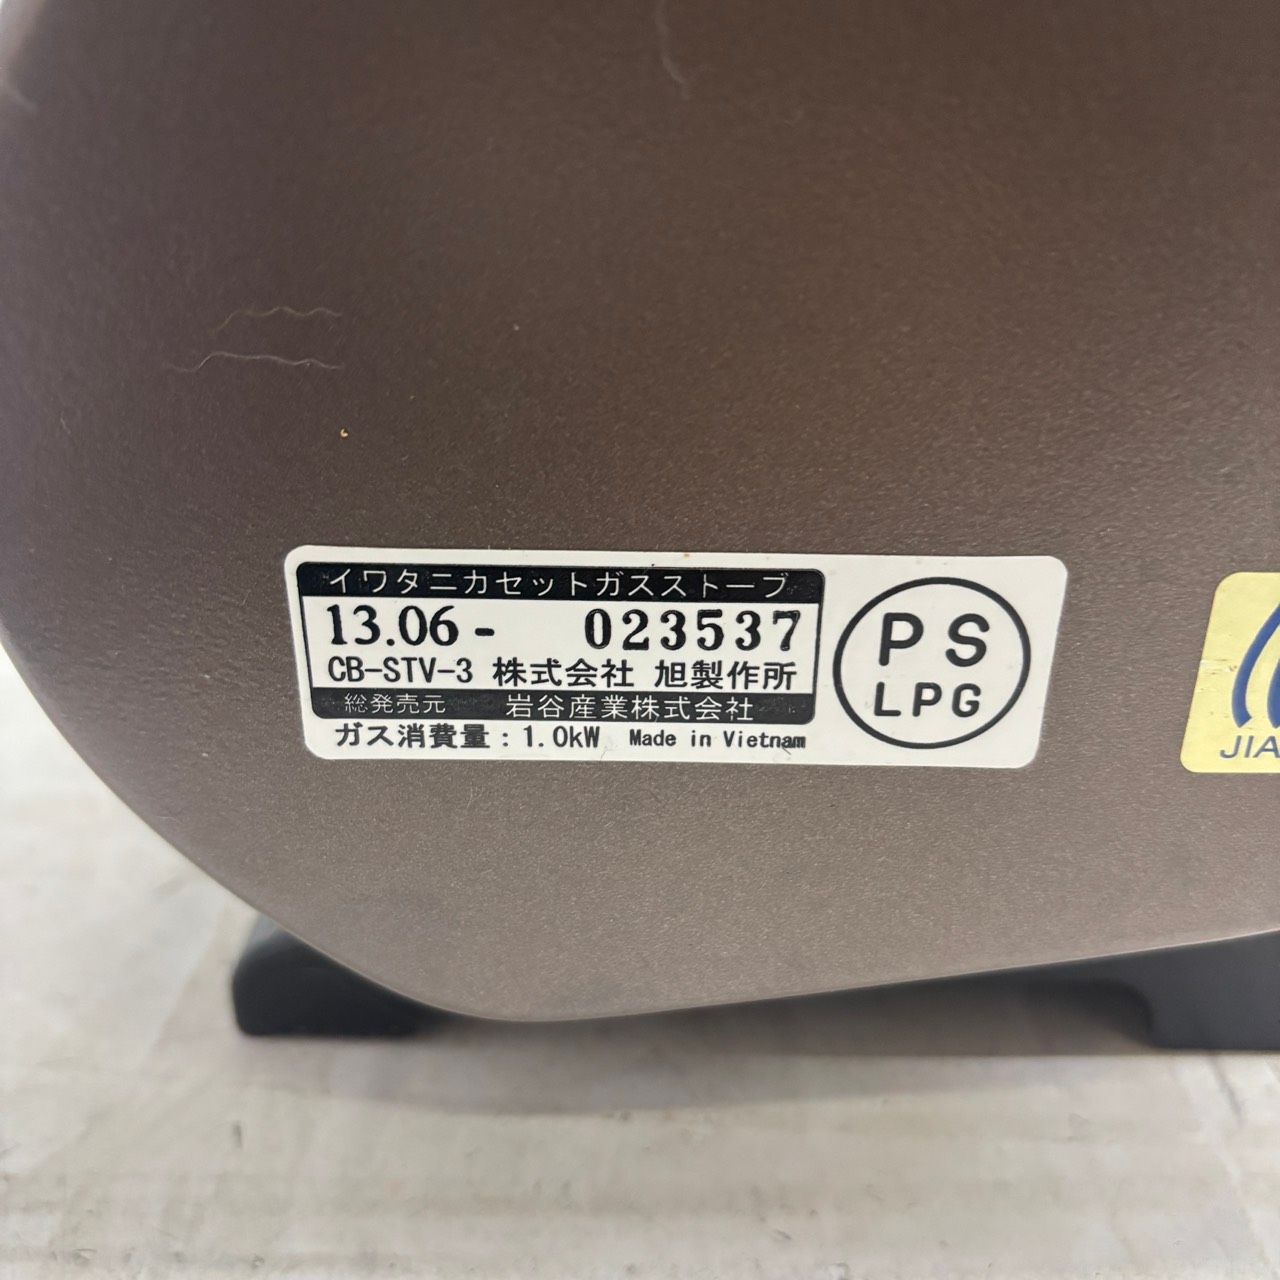 イワタニカセットガスストーブ
13.06- 023537
CB-STV-3 株式会社 旭製作所
総発売元 岩谷産業株式会社
ガス消費量：1.0kW Made in Vietnam
PS
LPG
JIA